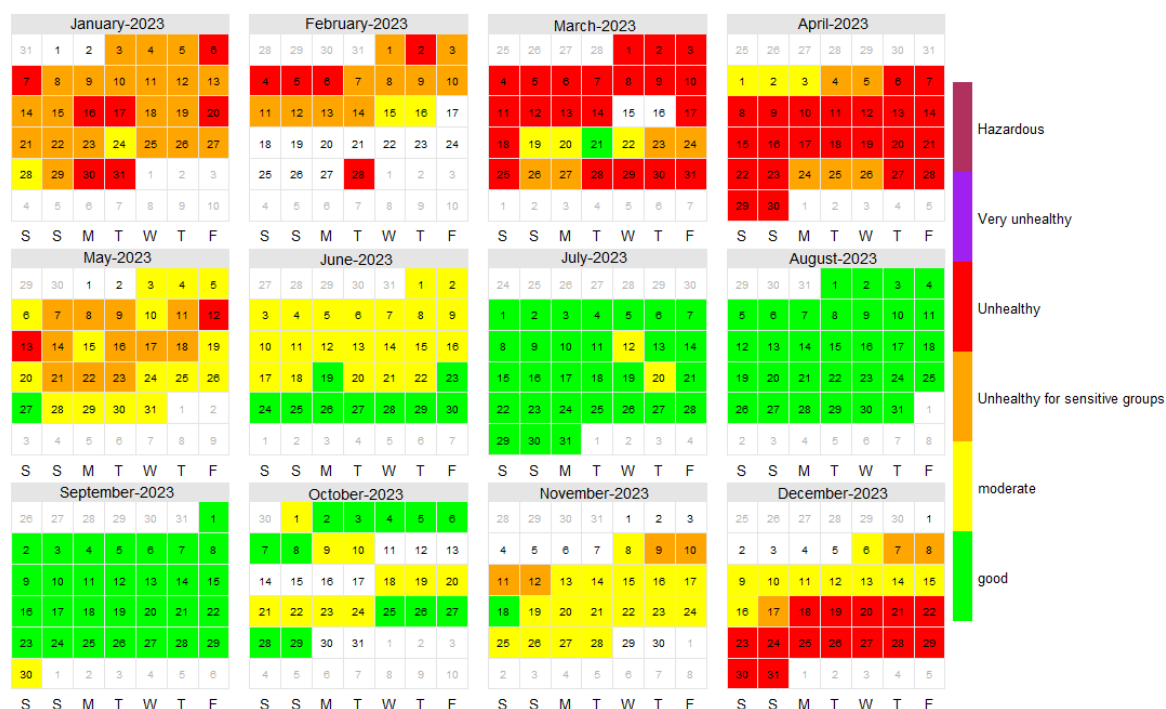 January-2023
31 1 2 3 4 5 6
7 8 9 10 11 12 13
14 15 16 17 18 19 20
21 22 23 24 25 26 27
28 29 30 31 1 2 3
4 5 6 7 8 9 10
S S M T W T F
February-2023
28 29 30 31 1 2 3
4 5 6 7 8 9 10
11 12 13 14 15 16 17
18 19 20 21 22 23 24
25 26 27 28 1 2 3
4 5 6 7 8 9 10
S S M T W T F
March-2023
25 26 27 28 1 2 3
4 5 6 7 8 9 10
11 12 13 14 15 16 17
18 19 20 21 22 23 24
25 26 27 28 29 30 31
1 2 3 4 5 6 7
S S M T W T F
April-2023
25 26 27 28 29 30 31
1 2 3 4 5 6 7
8 9 10 11 12 13 14
15 16 17 18 19 20 21
22 23 24 25 26 27 28
29 30 1 2 3 4 5
S S M T W T F
May-2023
29 30 1 2 3 4 5
6 7 8 9 10 11 12
13 14 15 16 17 18 19
20 21 22 23 24 25 26
27 28 29 30 31 1 2
3 4 5 6 7 8 9
S S M T W T F
June-2023
27 28 29 30 31 1 2
3 4 5 6 7 8 9
10 11 12 13 14 15 16
17 18 19 20 21 22 23
24 25 26 27 28 29 30
1 2 3 4 5 6 7
S S M T W T F
July-2023
24 25 26 27 28 29 30
1 2 3 4 5 6 7
8 9 10 11 12 13 14
15 16 17 18 19 20 21
22 23 24 25 26 27 28
29 30 31 1 2 3 4
S S M T W T F
August-2023
29 30 31 1 2 3 4
5 6 7 8 9 10 11
12 13 14 15 16 17 18
19 20 21 22 23 24 25
26 27 28 29 30 31 1
2 3 4 5 6 7 8
S S M T W T F
September-2023
26 27 28 29 30 31 1
2 3 4 5 6 7 8
9 10 11 12 13 14 15
16 17 18 19 20 21 22
23 24 25 26 27 28 29
30 1 2 3 4 5 6
S S M T W T F
October-2023
30 1 2 3 4 5 6
7 8 9 10 11 12 13
14 15 16 17 18 19 20
21 22 23 24 25 26 27
28 29 30 31 1 2 3
4 5 6 7 8 9 10
S S M T W T F
November-2023
28 29 30 31 1 2 3
4 5 6 7 8 9 10
11 12 13 14 15 16 17
18 19 20 21 22 23 24
25 26 27 28 29 30 1
2 3 4 5 6 7 8
S S M T W T F
December-2023
25 26 27 28 29 30 1
2 3 4 5 6 7 8
9 10 11 12 13 14 15
16 17 18 19 20 21 22
23 24 25 26 27 28 29
30 31 1 2 3 4 5
S S M T W T F
Hazardous
Very unhealthy
Unhealthy
Unhealthy for sensitive groups
moderate
good